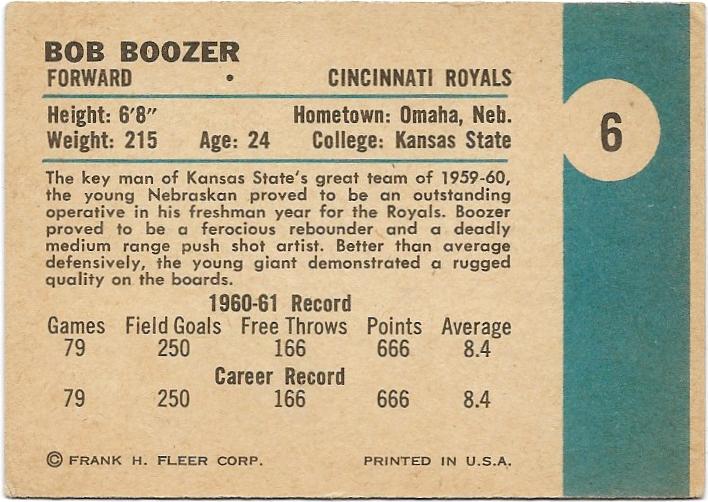 BOB BOOZER
FORWARD • CINCINNATI ROYALS
Height: 6'8" Hometown: Omaha, Neb.
Weight: 215 Age: 24 College: Kansas State
6
The key man of Kansas State's great team of 1959-60,
the young Nebraskan proved to be an outstanding
operative in his freshman year for the Royals. Boozer
proved to be a ferocious rebounder and a deadly
medium range push shot artist. Better than average
defensively, the young giant demonstrated a rugged
quality on the boards.
1960-61 Record
Games Field Goals Free Throws Points Average
79 250 166 666 8.4
Career Record
79 250 166 666 8.4
© FRANK H. FLEER CORP. PRINTED IN U.S.A.